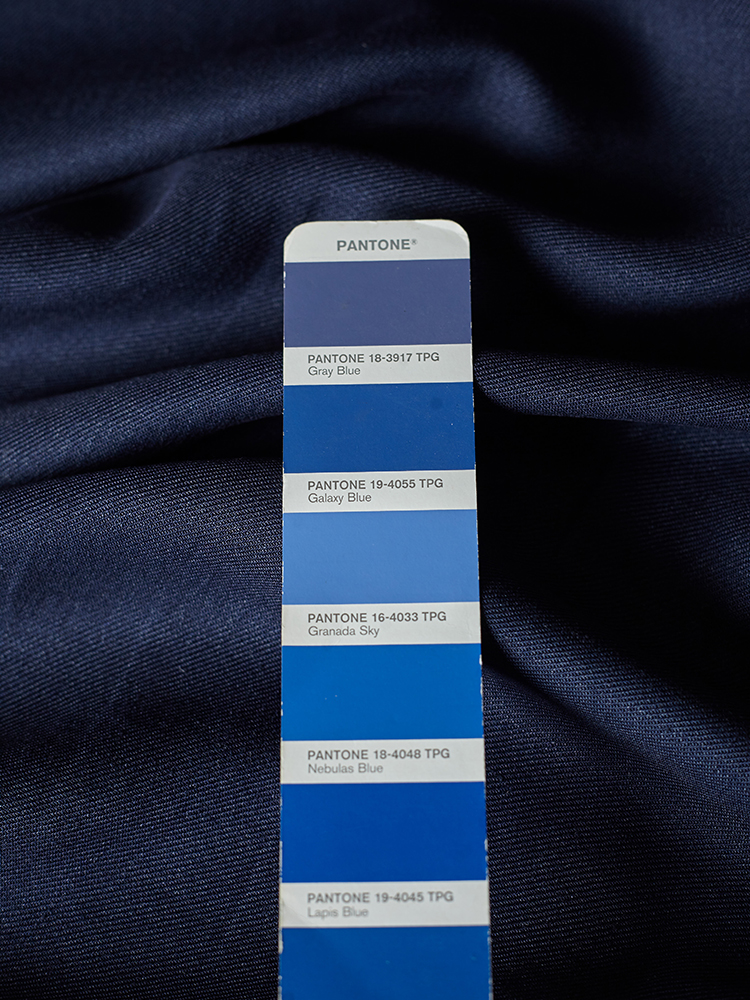 PANTONE®
PANTONE 18-3917 TPG
Gray Blue
PANTONE 19-4055 TPG
Galaxy Blue
PANTONE 16-4033 TPG
Granada Sky
PANTONE 18-4048 TPG
Nebulas Blue
PANTONE 19-4045 TPG
Lapis Blue